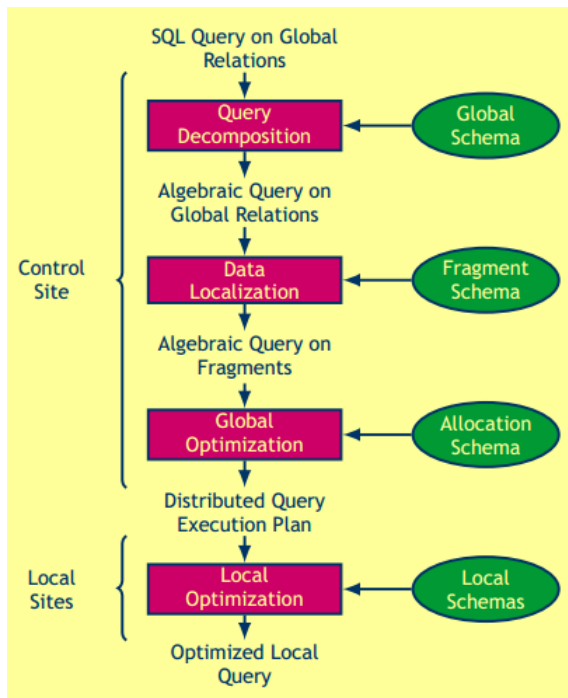 SQL Query on Global
Relations
Query
Decomposition
Global
Schema
Algebraic Query on
Global Relations
Control
Site
Data
Localization
Fragment
Schema
Algebraic Query on
Fragments
Global
Optimization
Allocation
Schema
Distributed Query
Execution Plan
Local
Sites
Local
Optimization
Local
Schemas
Optimized Local
Query